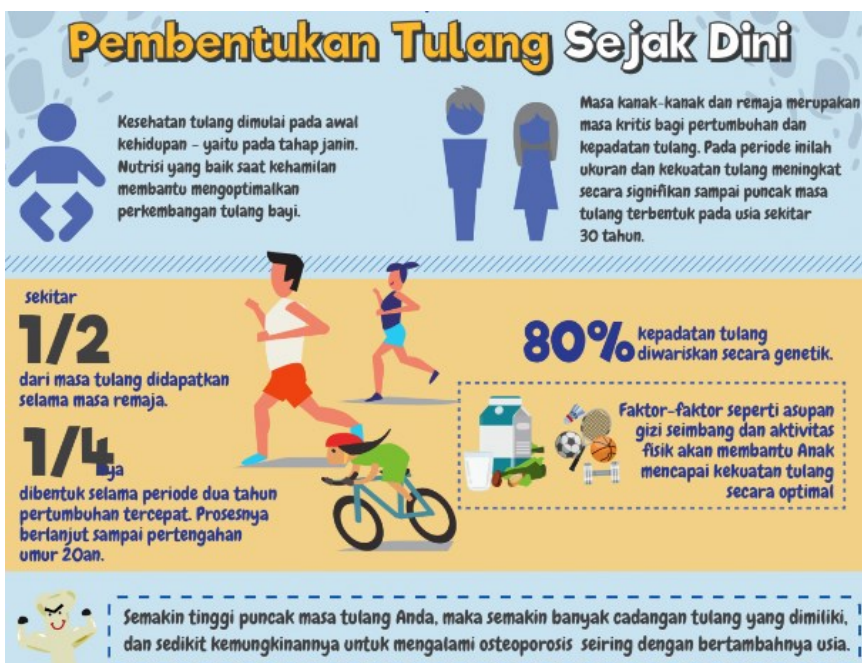 Pembentukan Tulang Sejak Dini
Kesehatan tulang dimulai pada awal
kehidupan - yaitu pada tahap janin.
Nutrisi yang baik saat kehamilan
membantu mengoptimalkan
perkembangan tulang bayi.
Masa kanak-kanak dan remaja merupakan
masa kritis bagi pertumbuhan dan
kepadatan tulang. Pada periode inilah
ukuran dan kekuatan tulang meningkat
secara signifikan sampai puncak masa
tulang terbentuk pada usia sekitar
30 tahun.
sekitar
1/2
dari masa tulang didapatkan
selama masa remaja.
1/4nya
dibentuk selama periode dua tahun
pertumbuhan tercepat. Prosesnya
berlanjut sampai pertengahan
umur 20an.
80% kepadatan tulang
diwariskan secara genetik.
Faktor-faktor seperti asupan
gizi seimbang dan aktivitas
fisik akan membantu Anak
mencapai kekuatan tulang
secara optimal
Semakin tinggi puncak masa tulang Anda, maka semakin banyak cadangan tulang yang dimiliki,
dan sedikit kemungkinannya untuk mengalami osteoporosis seiring dengan bertambahnya usia.